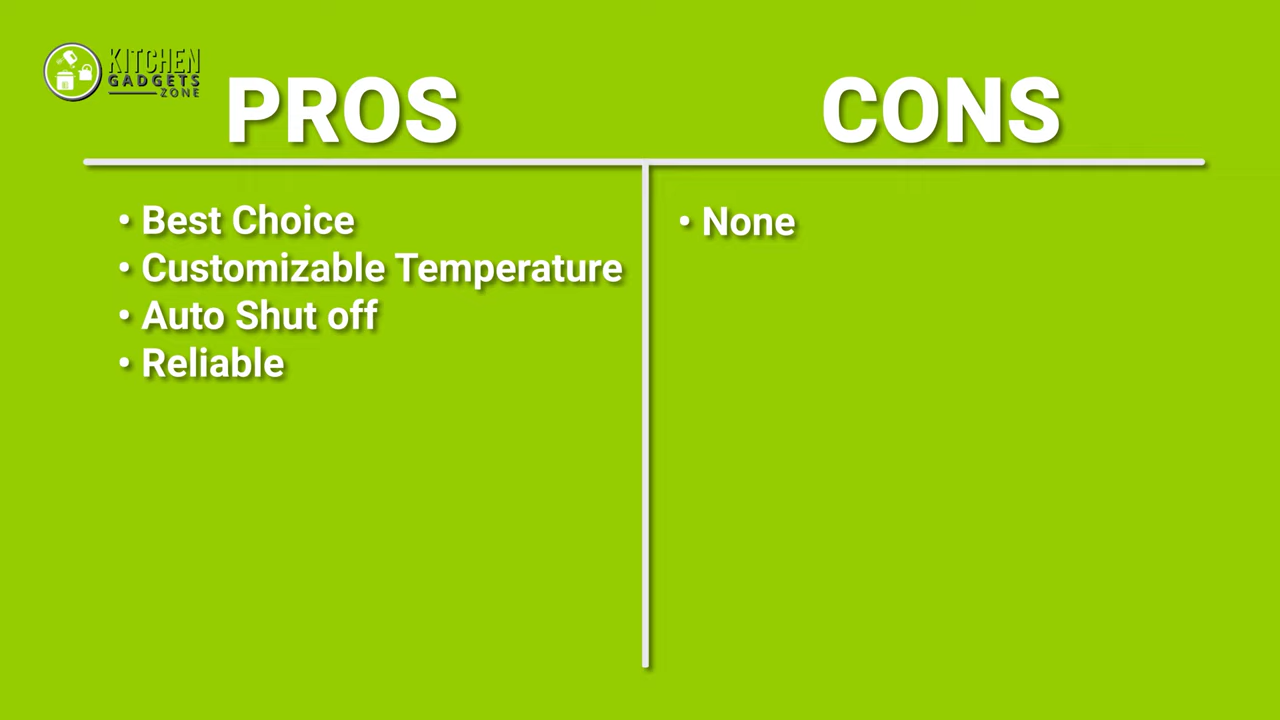 KITCHEN
GADGETS
ZONE
PROS
CONS
• Best Choice
• Customizable Temperature
• Auto Shut off
• Reliable
• None